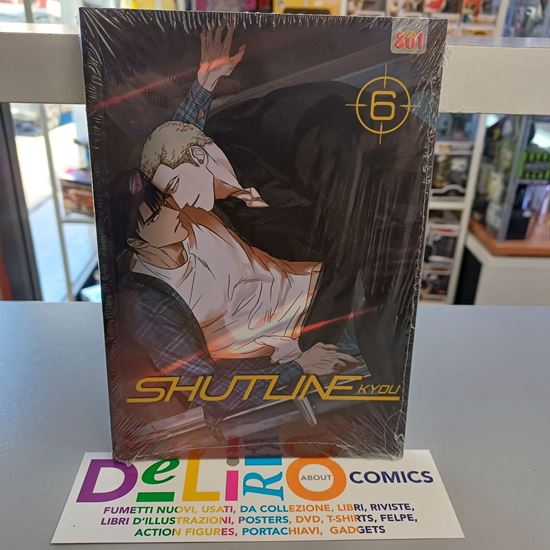 801
6
SHUTLINE KYOU
DeLiRIO ABOUT COMICS
FUMETTI NUOVI, USATI, DA COLLEZIONE, LIBRI, RIVISTE,
LIBRI D'ILLUSTRAZIONI, POSTERS, DVD, T-SHIRTS, FELPE,
ACTION FIGURES, PORTACHIAVI, GADGETS